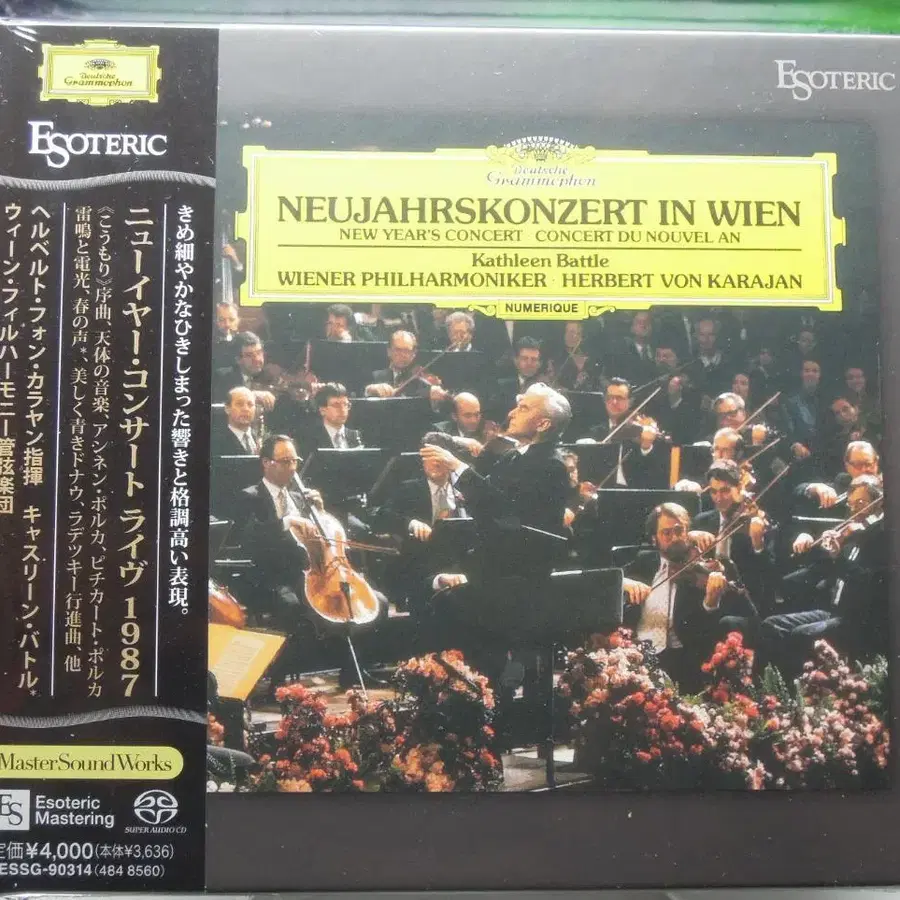 Deutsche
Grammophon
ESOTERIC
きめ細やかなひきしまった響きと格調高い表現。
ニューイヤー・コンサート ライヴ 1987
《こうもり》序曲、天体の音楽、アンネン・ポルカ、ピチカート・ポルカ
雷鳴と電光、春の声*、美しく青きドナウ、ラデツキー行進曲、他
ヘルベルト・フォン・カラヤン指揮 キャスリーン・バトル*
ウィーン・フィルハーモニー管弦楽団
MasterSoundWorks
ES
Esoteric
Mastering
SUPER AUDIO CD
定価¥4,000(本体¥3,636)
ESSG-90314(484 8560)
ESOTERIC
Deutsche
Grammophon
NEUJAHRSKONZERT IN WIEN
NEW YEAR'S CONCERT · CONCERT DU NOUVEL AN
Kathleen Battle
WIENER PHILHARMONIKER · HERBERT VON KARAJAN
NUMERIQUE